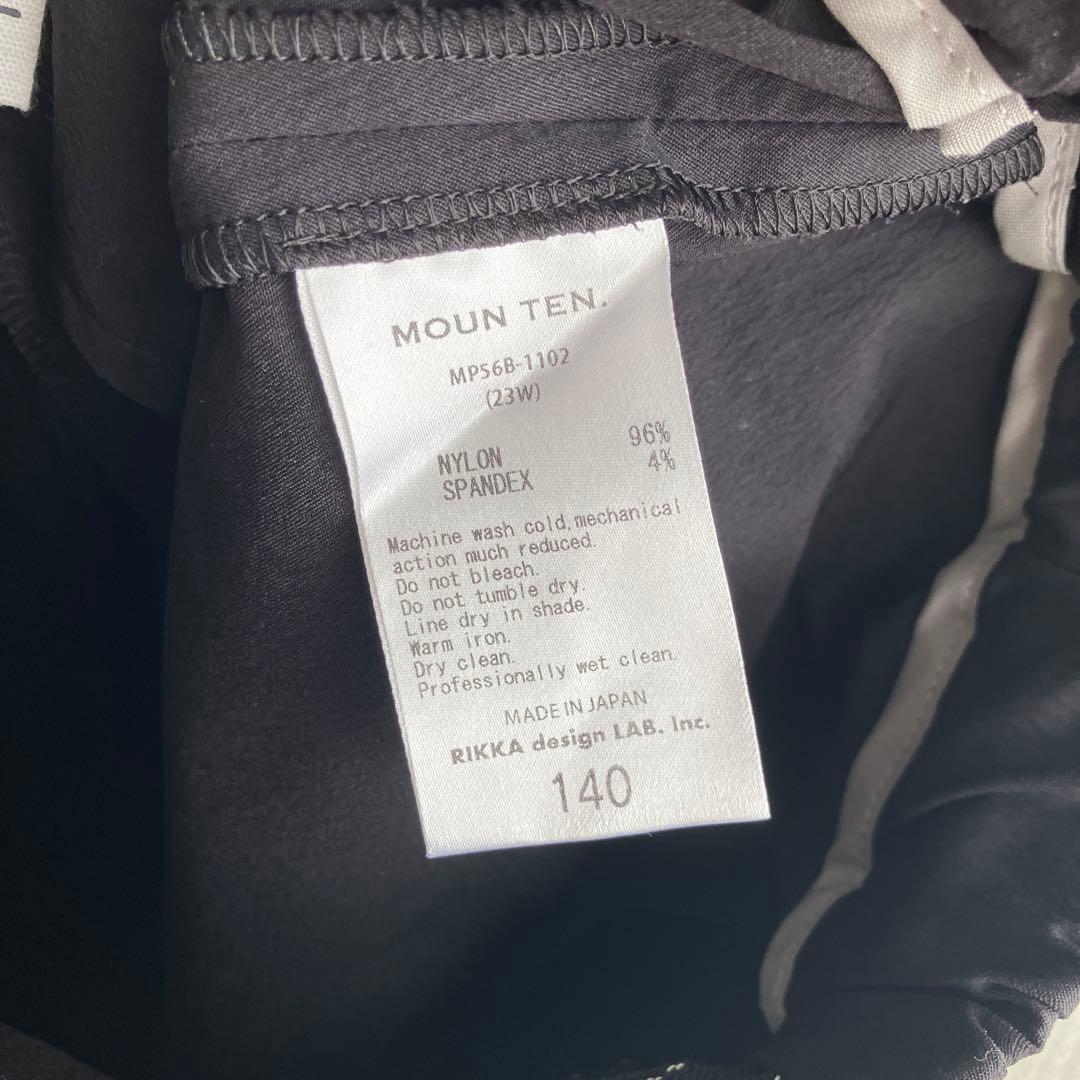 MOUN TEN.
MP56B-1102
(23W)
NYLON 96%
SPANDEX 4%
Machine wash cold,mechanical
action much reduced.
Do not bleach.
Do not tumble dry.
Line dry in shade.
Warm iron.
Dry clean.
Professionally wet clean.
MADE IN JAPAN
RIKKA design LAB. Inc.
140